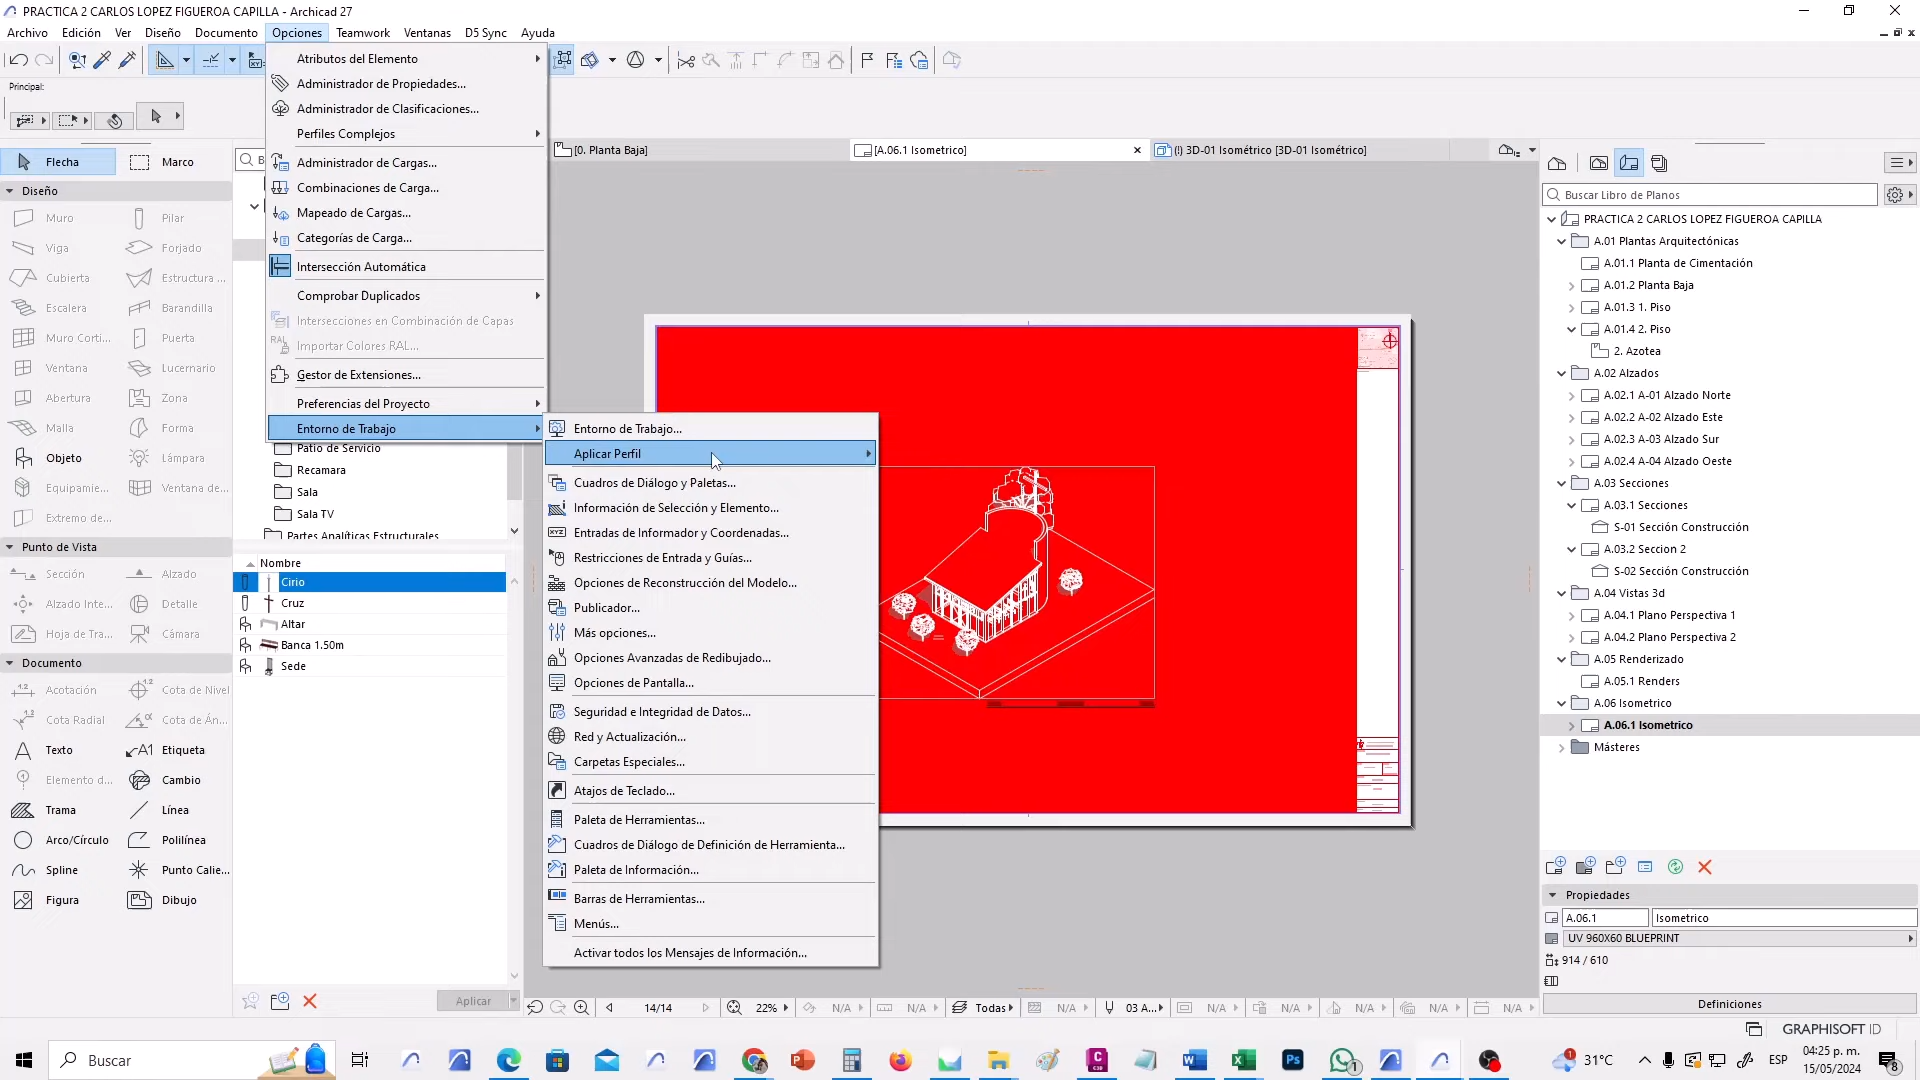 PRACTICA 2 CARLOS LOPEZ FIGUEROA CAPILLA - Archicad 27
Archivo Edición Ver Diseño Documento Opciones Teamwork Ventanas D5 Sync Ayuda
Principal:
Flecha Marco
Diseño
Muro Pilar
Viga Forjado
Cubierta Estructura ...
Escalera Barandilla
Muro Corti... Puerta
Ventana Lucernario
Abertura Zona
Malla Forma
Objeto Lámpara
Equipamie... Ventana de...
Extremo de...
Punto de Vista
Sección Alzado
Alzado Inte... Detalle
Hoja de Tra... Cámara
Documento
Acotación Cota de Nivel
Cota Radial Cota de Án...
Texto Etiqueta
Elemento d... Cambio
Trama Línea
Arco/Círculo Polilínea
Spline Punto Calie...
Figura Dibujo
Atributos del Elemento
Administrador de Propiedades...
Administrador de Clasificaciones...
Perfiles Complejos
Administrador de Cargas...
Combinaciones de Carga...
Mapeado de Cargas...
Categorías de Carga...
Intersección Automática
Comprobar Duplicados
Intersecciones en Combinación de Capas
Importar Colores RAL...
Gestor de Extensiones...
Preferencias del Proyecto
Entorno de Trabajo
Patio de Servicio
Recamara
Sala
Sala TV
Partes Analíticas Estructurales
Nombre
Cirio
Cruz
Altar
Banca 1.50m
Sede
Aplicar
Entorno de Trabajo...
Aplicar Perfil
Cuadros de Diálogo y Paletas...
Información de Selección y Elemento...
Entradas de Informador y Coordenadas...
Restricciones de Entrada y Guías...
Opciones de Reconstrucción del Modelo...
Publicador...
Más opciones...
Opciones Avanzadas de Redibujado...
Opciones de Pantalla...
Seguridad e Integridad de Datos...
Red y Actualización...
Carpetas Especiales...
Atajos de Teclado...
Paleta de Herramientas...
Cuadros de Diálogo de Definición de Herramienta...
Paleta de Información...
Barras de Herramientas...
Menús...
Activar todos los Mensajes de Información...
[0. Planta Baja] [A.06.1 Isometrico] (!) 3D-01 Isométrico [3D-01 Isométrico]
Buscar Libro de Planos
PRACTICA 2 CARLOS LOPEZ FIGUEROA CAPILLA
A.01 Plantas Arquitectónicas
A.01.1 Planta de Cimentación
A.01.2 Planta Baja
A.01.3 1. Piso
A.01.4 2. Piso
2. Azotea
A.02 Alzados
A.02.1 A-01 Alzado Norte
A.02.2 A-02 Alzado Este
A.02.3 A-03 Alzado Sur
A.02.4 A-04 Alzado Oeste
A.03 Secciones
A.03.1 Secciones
S-01 Sección Construcción
A.03.2 Seccion 2
S-02 Sección Construcción
A.04 Vistas 3d
A.04.1 Plano Perspectiva 1
A.04.2 Plano Perspectiva 2
A.05 Renderizado
A.05.1 Renders
A.06 Isometrico
A.06.1 Isometrico
Másteres
Propiedades
A.06.1 Isometrico
UV 960X60 BLUEPRINT
914 / 610
Definiciones
14/14 22% N/A N/A Todas N/A 03 A... N/A N/A N/A N/A N/A
GRAPHISOFT ID
Buscar
31°C ESP 04:25 p. m.
15/05/2024